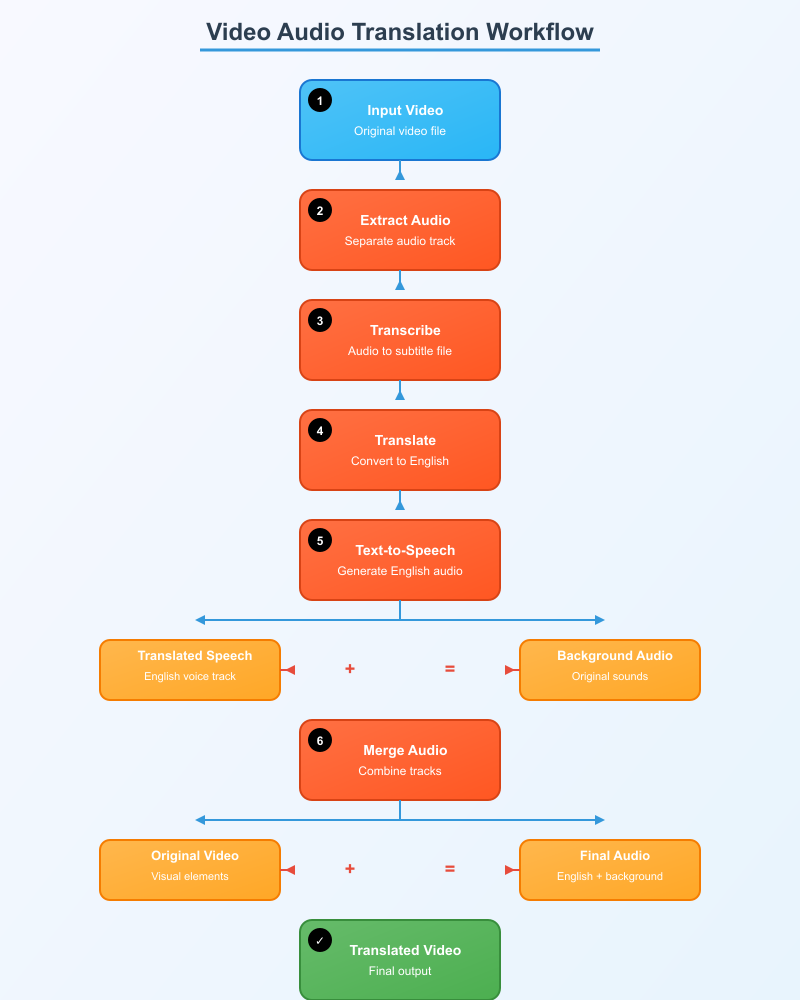 Video Audio Translation Workflow
1
Input Video
Original video file
2
Extract Audio
Separate audio track
3
Transcribe
Audio to subtitle file
4
Translate
Convert to English
5
Text-to-Speech
Generate English audio
Translated Speech
English voice track
+
=
Background Audio
Original sounds
6
Merge Audio
Combine tracks
Original Video
Visual elements
+
=
Final Audio
English + background
✓
Translated Video
Final output